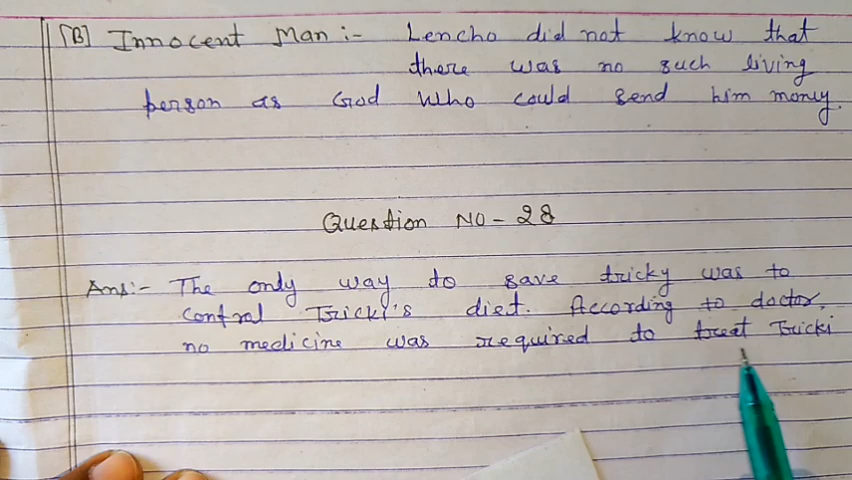 [B] Innocent Man :- Lencho did not know that
there was no such living
person as God who could send him money.
Question No - 28
Ans:- The only way to save tricky was to
control Tricki's diet. According to doctor,
no medicine was required to treat Tricki